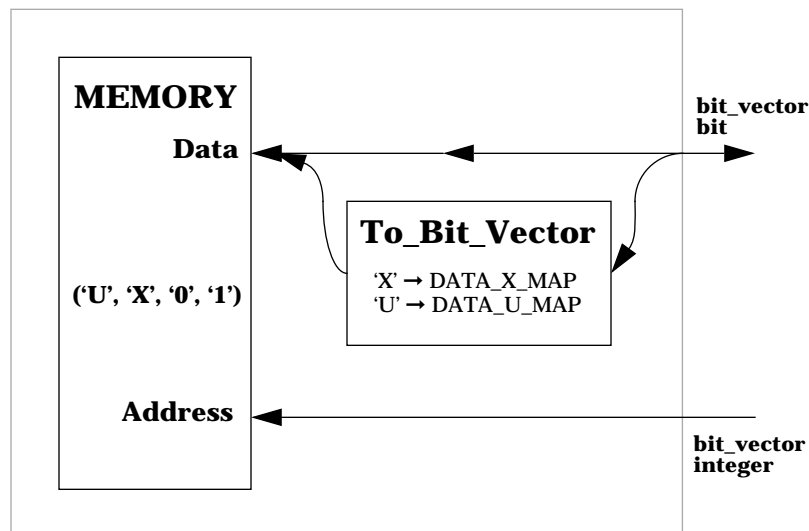 MEMORY
Data
(‘U’, ‘X’, ‘0’, ‘1’)
Address
To_Bit_Vector
‘X’ → DATA_X_MAP
‘U’ → DATA_U_MAP
bit_vector
bit
bit_vector
integer